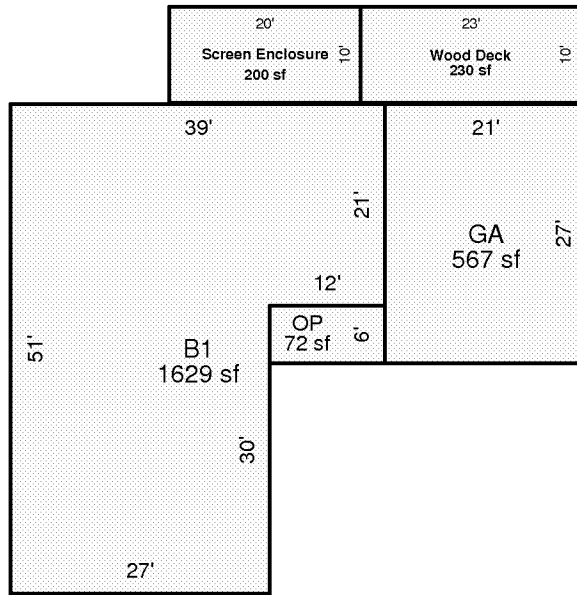 20'
23'
Screen Enclosure
200 sf
10'
Wood Deck
230 sf
10'
39'
21'
21'
GA
567 sf
27'
12'
OP
72 sf
6'
51'
B1
1629 sf
30'
27'